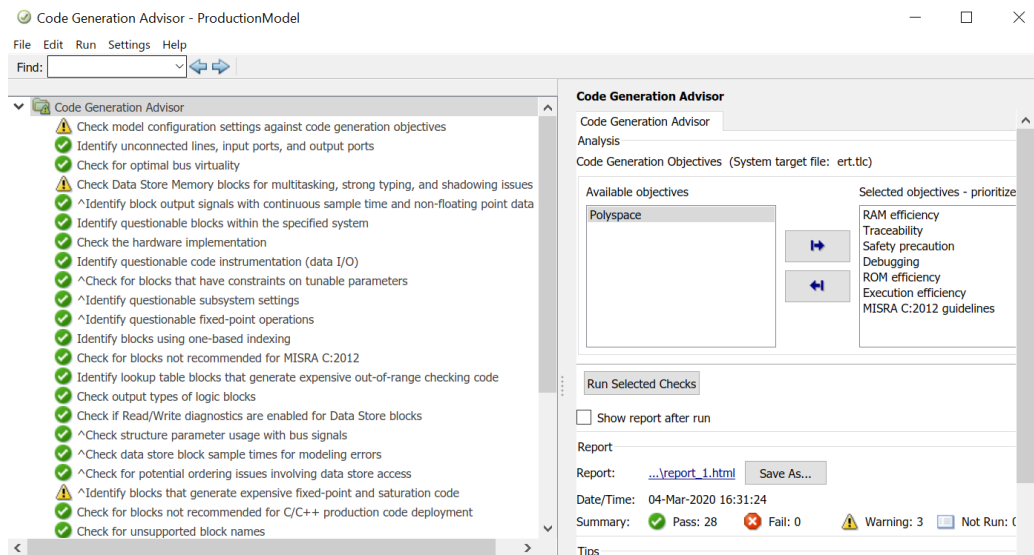 Code Generation Advisor - ProductionModel
File Edit Run Settings Help
Find:
Code Generation Advisor
Check model configuration settings against code generation objectives
Identify unconnected lines, input ports, and output ports
Check for optimal bus virtuality
Check Data Store Memory blocks for multitasking, strong typing, and shadowing issues
^Identify block output signals with continuous sample time and non-floating point data
Identify questionable blocks within the specified system
Check the hardware implementation
Identify questionable code instrumentation (data I/O)
^Check for blocks that have constraints on tunable parameters
^Identify questionable subsystem settings
^Identify questionable fixed-point operations
Identify blocks using one-based indexing
Check for blocks not recommended for MISRA C:2012
Identify lookup table blocks that generate expensive out-of-range checking code
Check output types of logic blocks
Check if Read/Write diagnostics are enabled for Data Store blocks
^Check structure parameter usage with bus signals
^Check data store block sample times for modeling errors
^Check for potential ordering issues involving data store access
^Identify blocks that generate expensive fixed-point and saturation code
Check for blocks not recommended for C/C++ production code deployment
Check for unsupported block names
Code Generation Advisor
Code Generation Advisor
Analysis
Code Generation Objectives (System target file: ert.tlc)
Available objectives
Polyspace
Selected objectives - prioritize
RAM efficiency
Traceability
Safety precaution
Debugging
ROM efficiency
Execution efficiency
MISRA C:2012 guidelines
Run Selected Checks
Show report after run
Report
Report: ...\report_1.html Save As...
Date/Time: 04-Mar-2020 16:31:24
Summary: Pass: 28 Fail: 0 Warning: 3 Not Run:
Tips